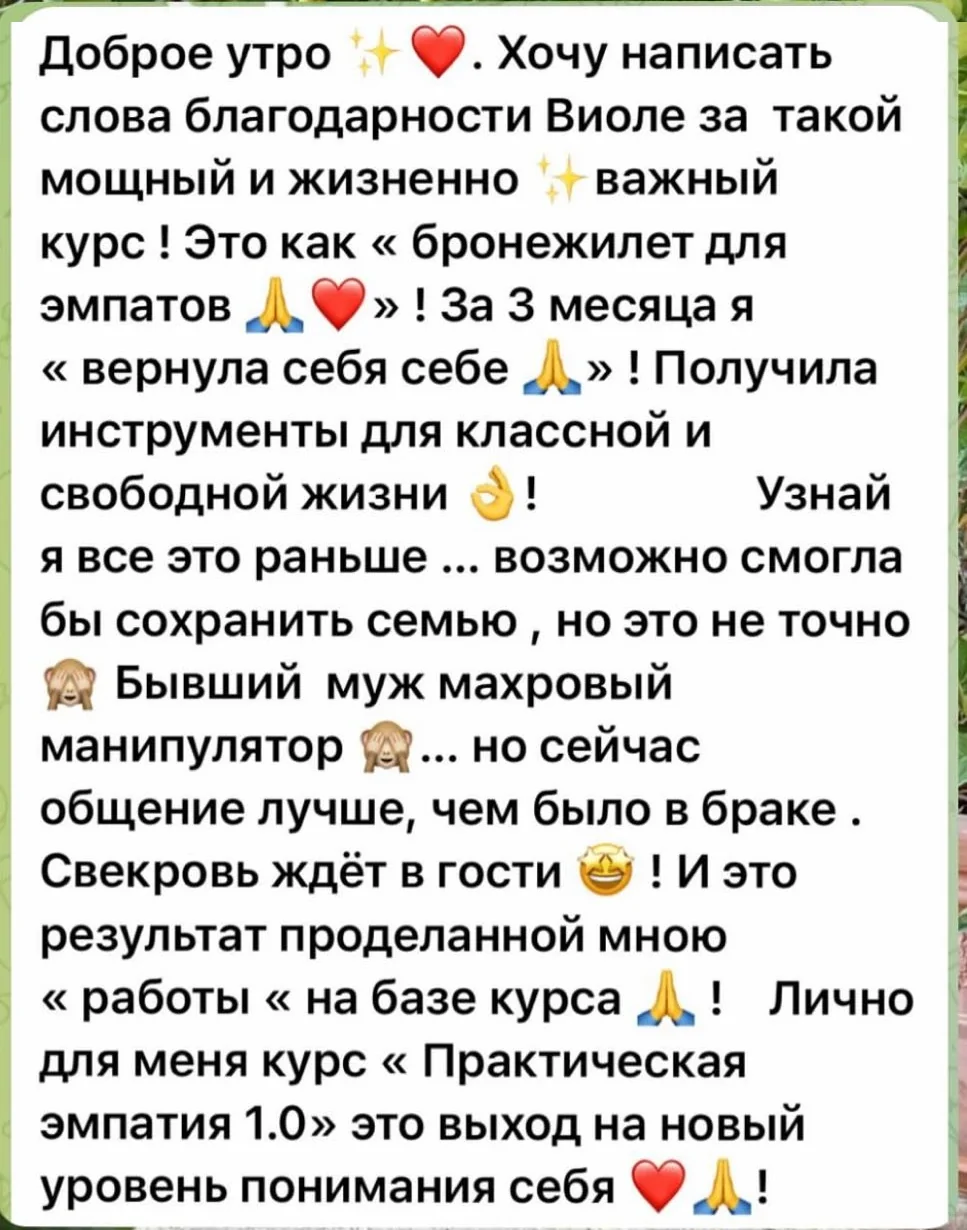 Доброе утро ✨❤️. Хочу написать
слова благодарности Виоле за такой
мощный и жизненно ✨важный
курс ! Это как « бронежилет для
эмпатов 🙏❤️» ! За 3 месяца я
« вернула себя себе 🙏» ! Получила
инструменты для классной и
свободной жизни 👌! Узнай
я все это раньше ... возможно смогла
бы сохранить семью , но это не точно
🙈 Бывший муж махровый
манипулятор 🙈... но сейчас
общение лучше, чем было в браке .
Свекровь ждёт в гости 🤩 ! И это
результат проделанной мною
« работы « на базе курса 🙏 ! Лично
для меня курс « Практическая
эмпатия 1.0» это выход на новый
уровень понимания себя ❤️🙏!